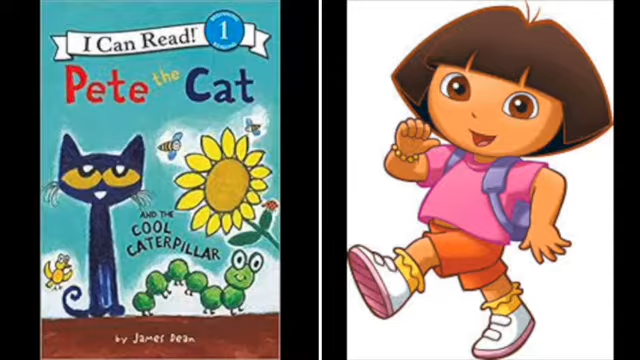 I Can Read!
1
Pete the Cat
AND THE
COOL
CATERPILLAR
by James Dean